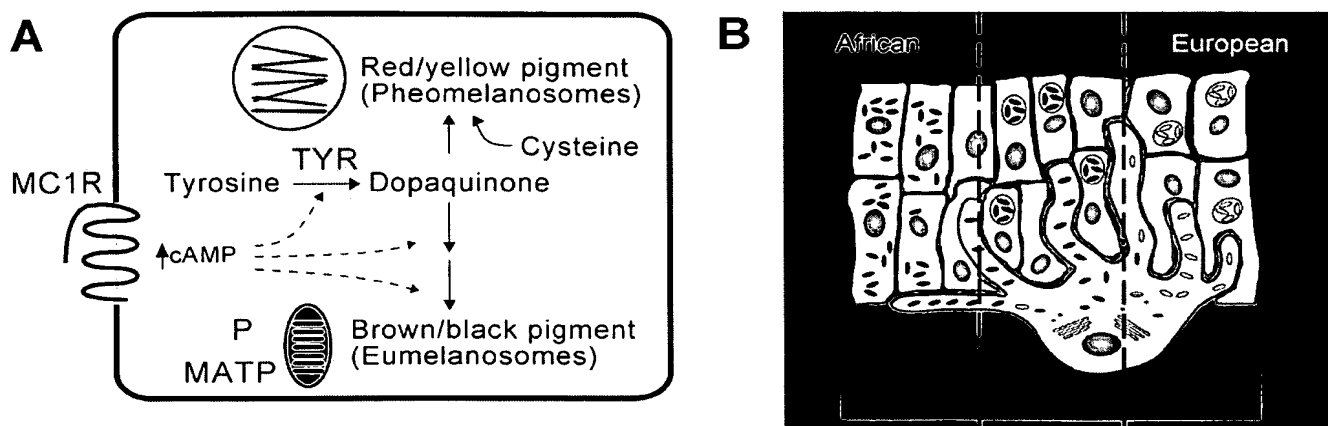 A
Red/yellow pigment
(Pheomelanosomes)
Cysteine
TYR
MC1R
Tyrosine
Dopaquinone
cAMP
P
MATP
Brown/black pigment
(Eumelanosomes)
B
African
European